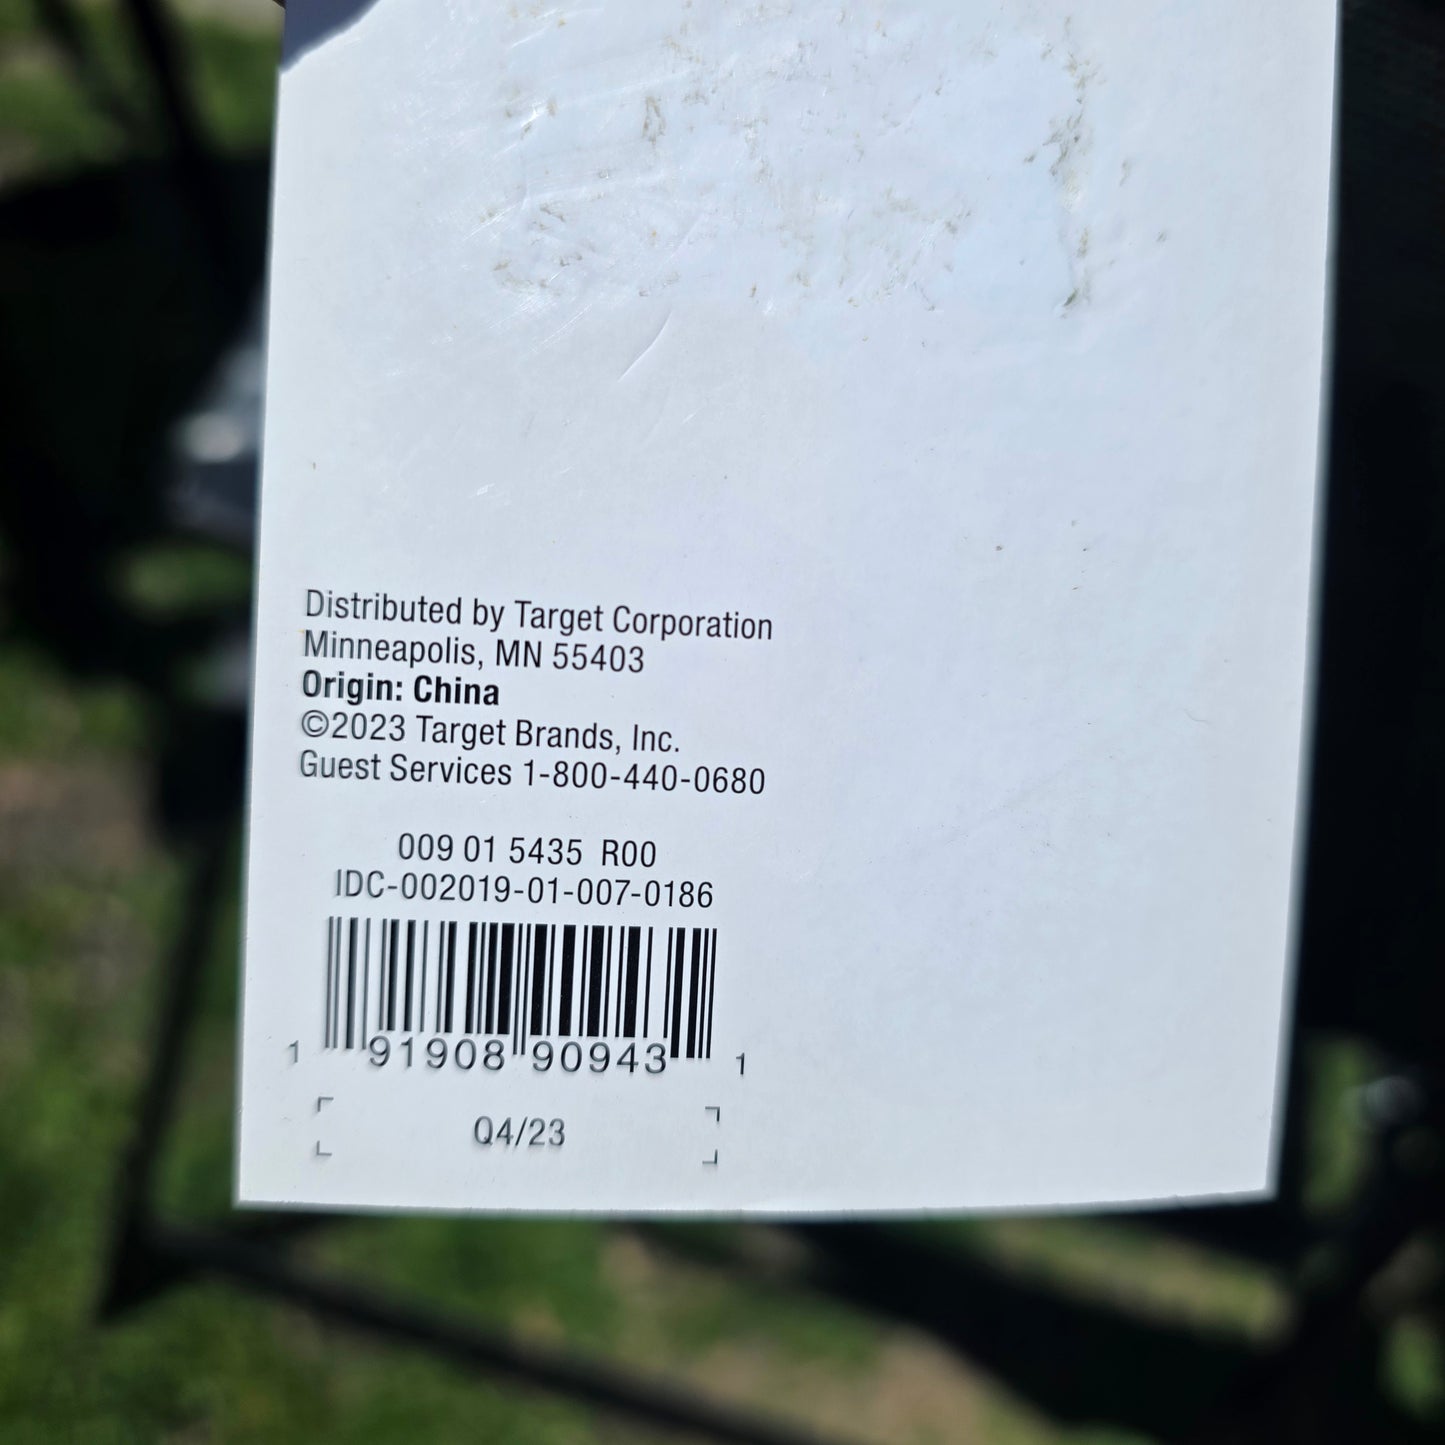 Distributed by Target Corporation
Minneapolis, MN 55403
Origin: China
©2023 Target Brands, Inc.
Guest Services 1-800-440-0680
009 01 5435 R00
IDC-002019-01-007-0186
1 91908 90943 1
Q4/23